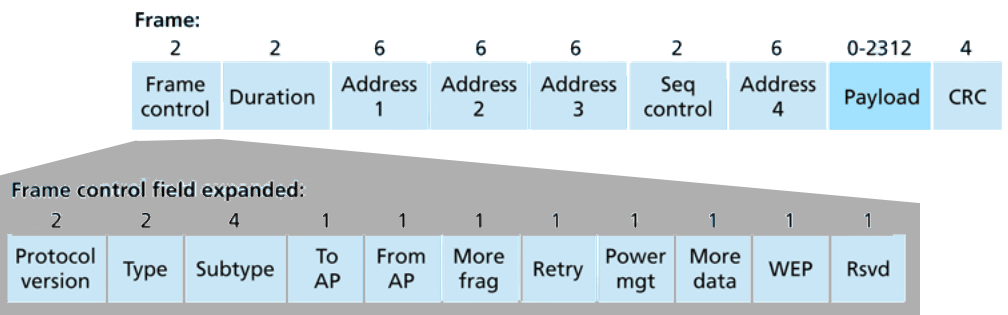 Frame:
2 2 6 6 6 2 6 0-2312 4
Frame control Duration Address 1 Address 2 Address 3 Seq control Address 4 Payload CRC
Frame control field expanded:
2 2 4 1 1 1 1 1 1 1 1
Protocol version Type Subtype To AP From AP More frag Retry Power mgt More data WEP Rsvd